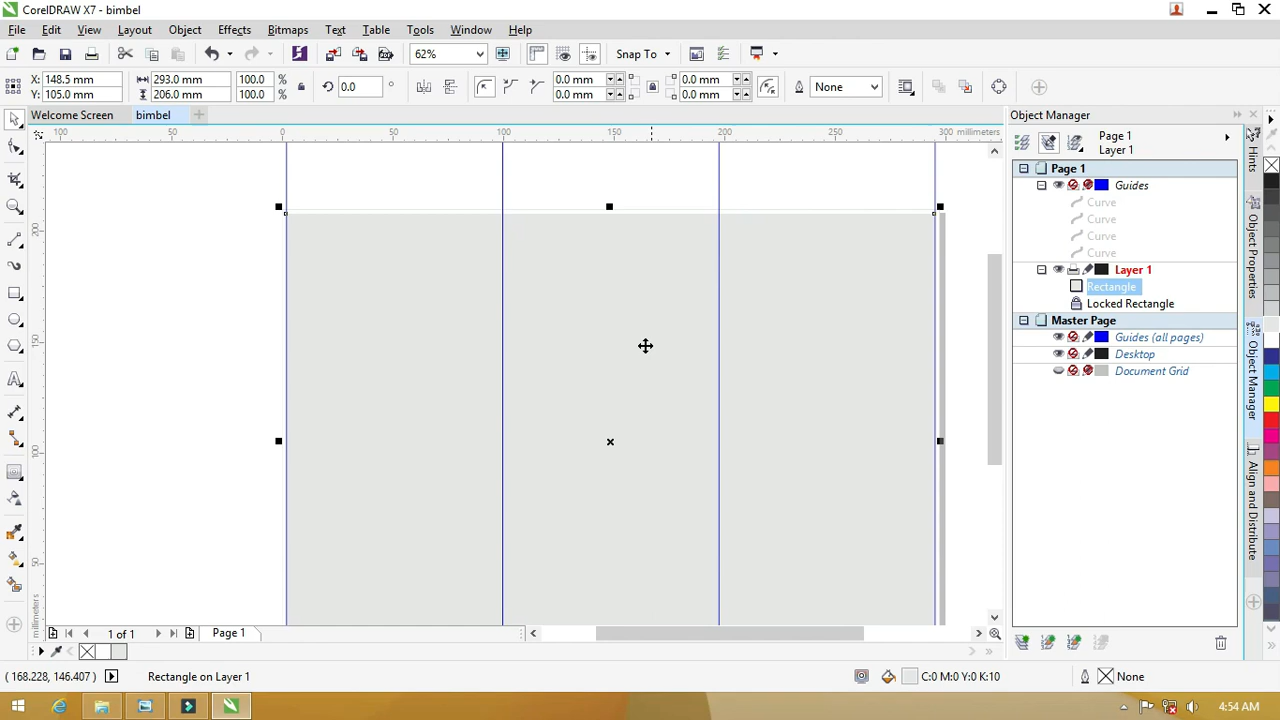 CorelDRAW X7 - bimbel
File Edit View Layout Object Effects Bitmaps Text Table Tools Window Help
62% Snap To
X: 148.5 mm 293.0 mm 100.0 % 0.0 ° 0.0 mm 0.0 mm None
Y: 105.0 mm 206.0 mm 100.0 % 0.0 mm 0.0 mm
Welcome Screen bimbel Object Manager
100 50 0 50 100 150 200 250 300 millimeters
Page 1
Layer 1
Page 1
Guides
Curve
Curve
Curve
Curve
Layer 1
Rectangle
Locked Rectangle
Master Page
Guides (all pages)
Desktop
Document Grid
200
150
100
50
millimeters
Hints
Object Properties
Object Manager
Align and Distribute
1 of 1 Page 1
( 168.228, 146.407 ) Rectangle on Layer 1 C:0 M:0 Y:0 K:10 None
4:54 AM